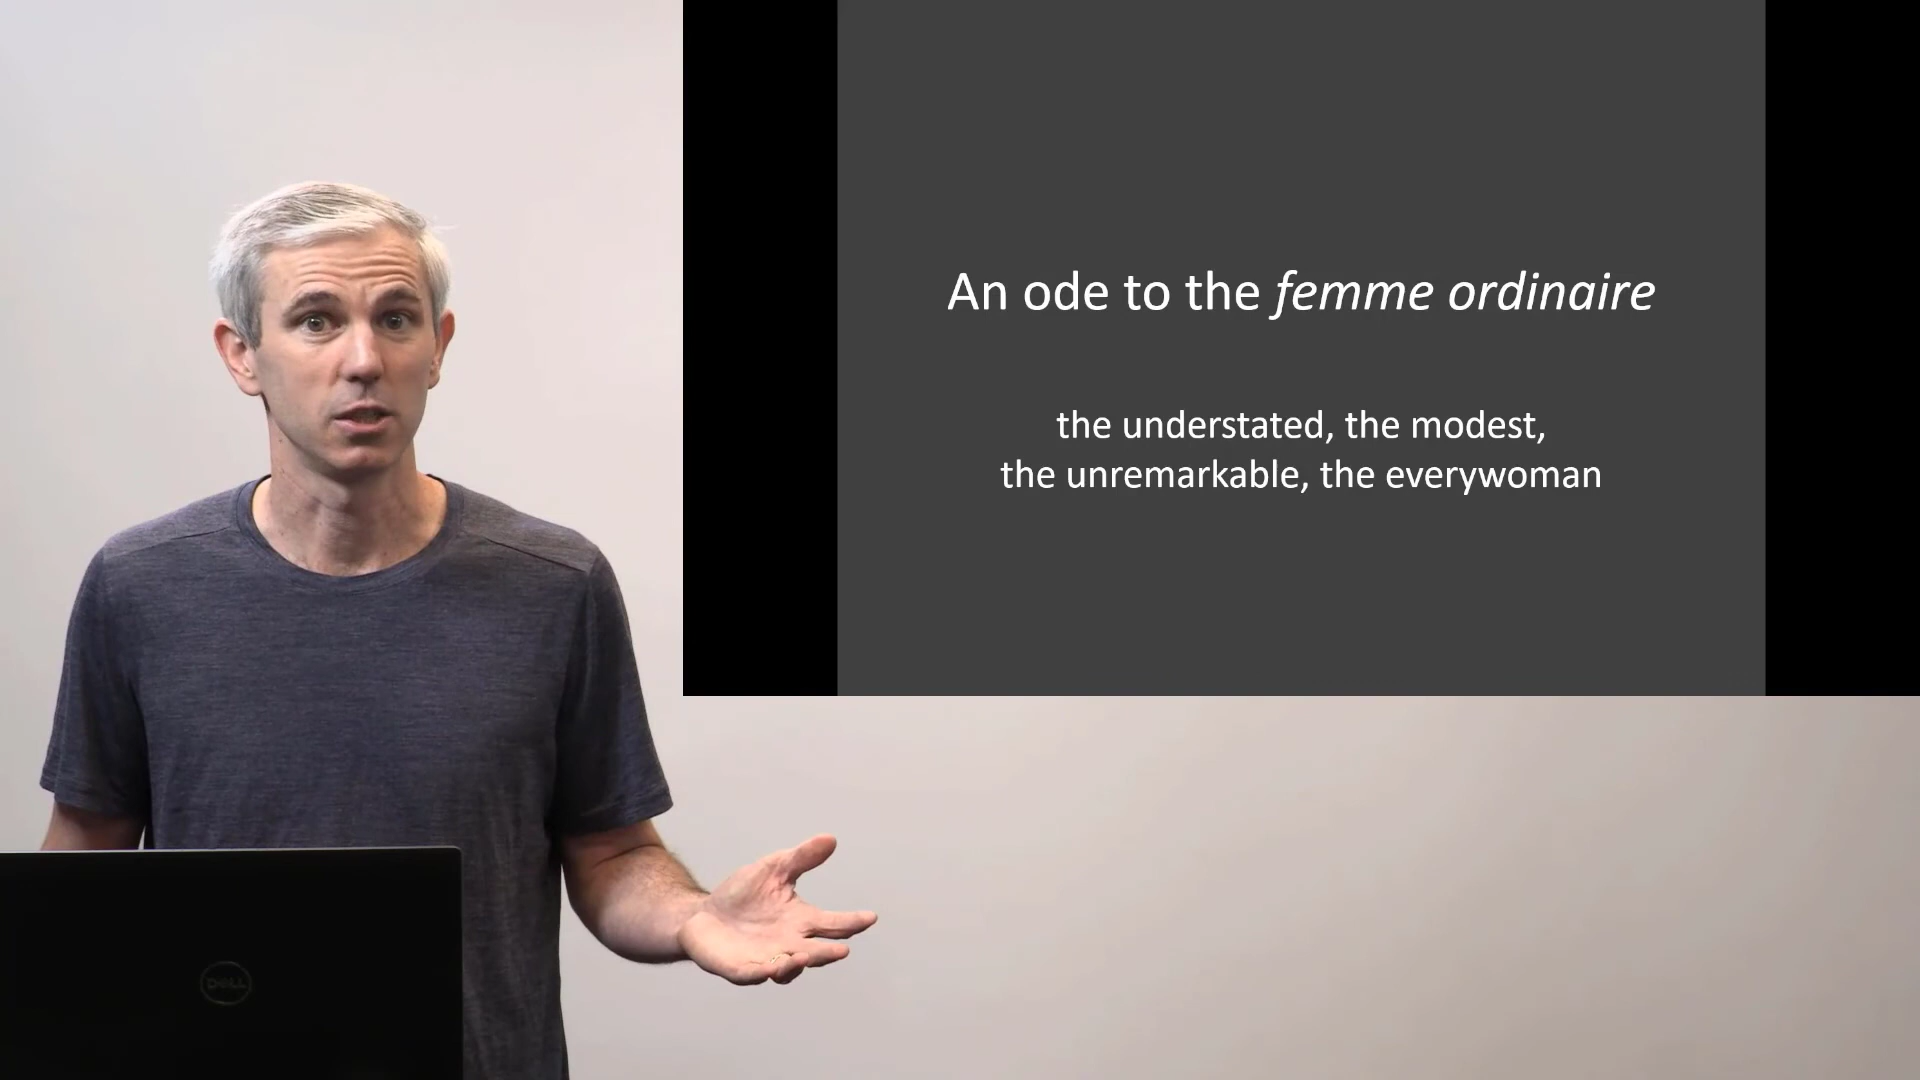 An ode to the femme ordinaire
the understated, the modest,
the unremarkable, the everywoman
DELL